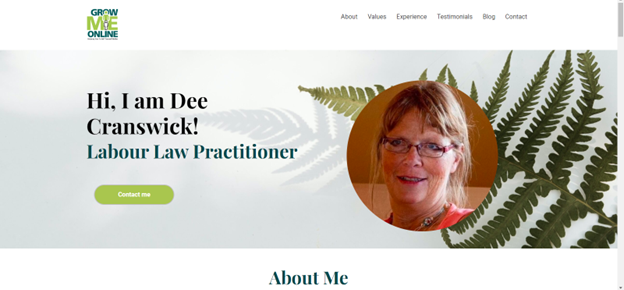 GROW
ME
ONLINE
About Values Experience Testimonials Blog Contact
Hi, I am Dee
Cranswick!
Labour Law Practitioner
Contact me
About Me